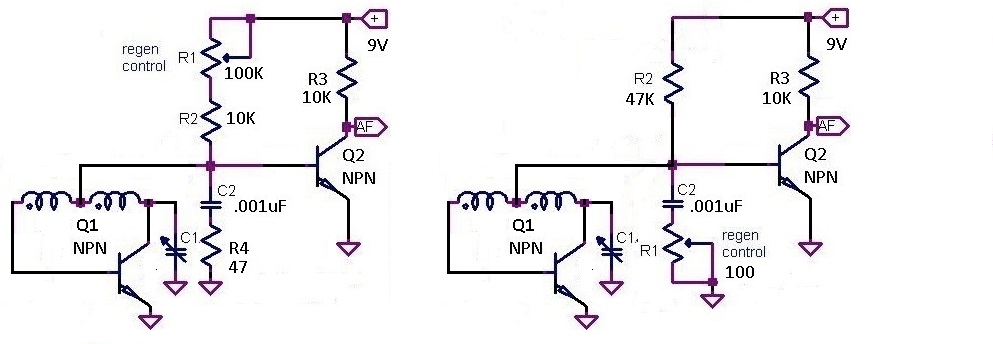 regen
control
R1
100K
R2
10K
+
9V
R3
10K
AF
Q2
NPN
C2
.001uF
Q1
NPN
C1
R4
47
R2
47K
+
9V
R3
10K
AF
Q2
NPN
C2
.001uF
Q1
NPN
C1
R1
regen
control
100